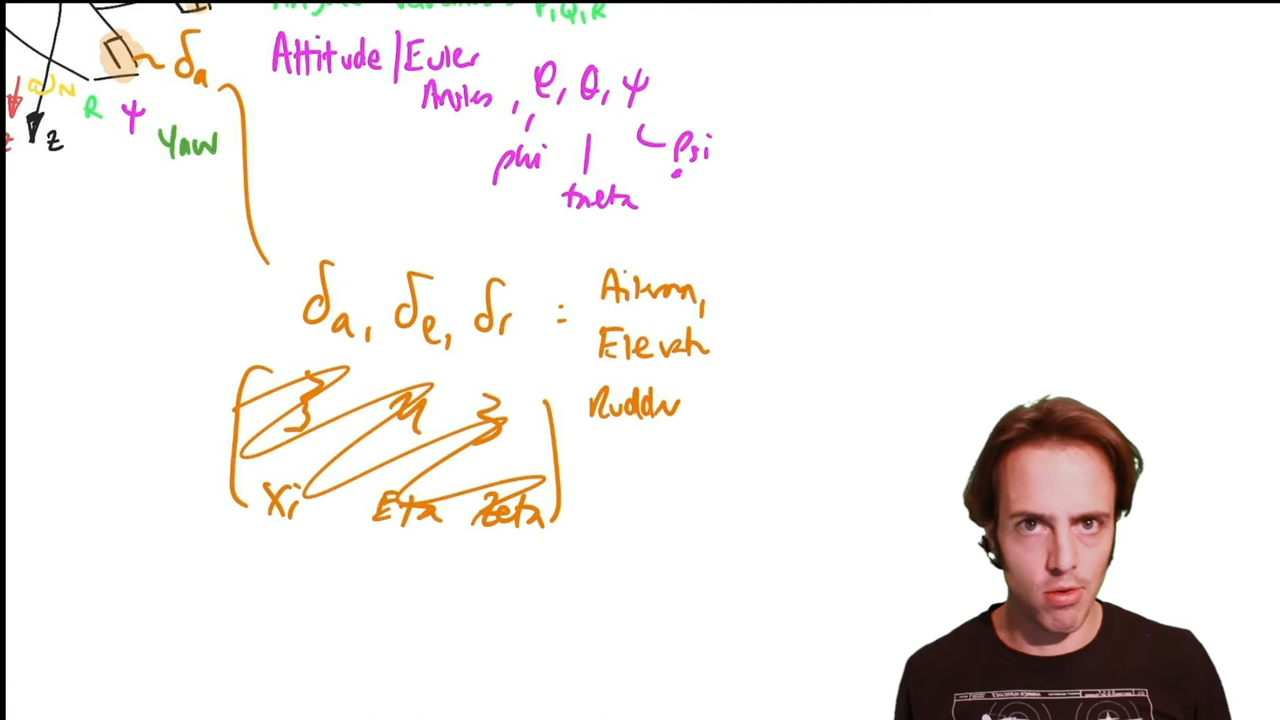 P, Q, R
~ δa
Attitude/Euler
Angles, φ, θ, ψ
z z R ψ
Yaw
phi
theta
Psi
δa, δe, δr = Aileron,
Elevator
Rudder
ξ η ζ
Xi Eta Zeta